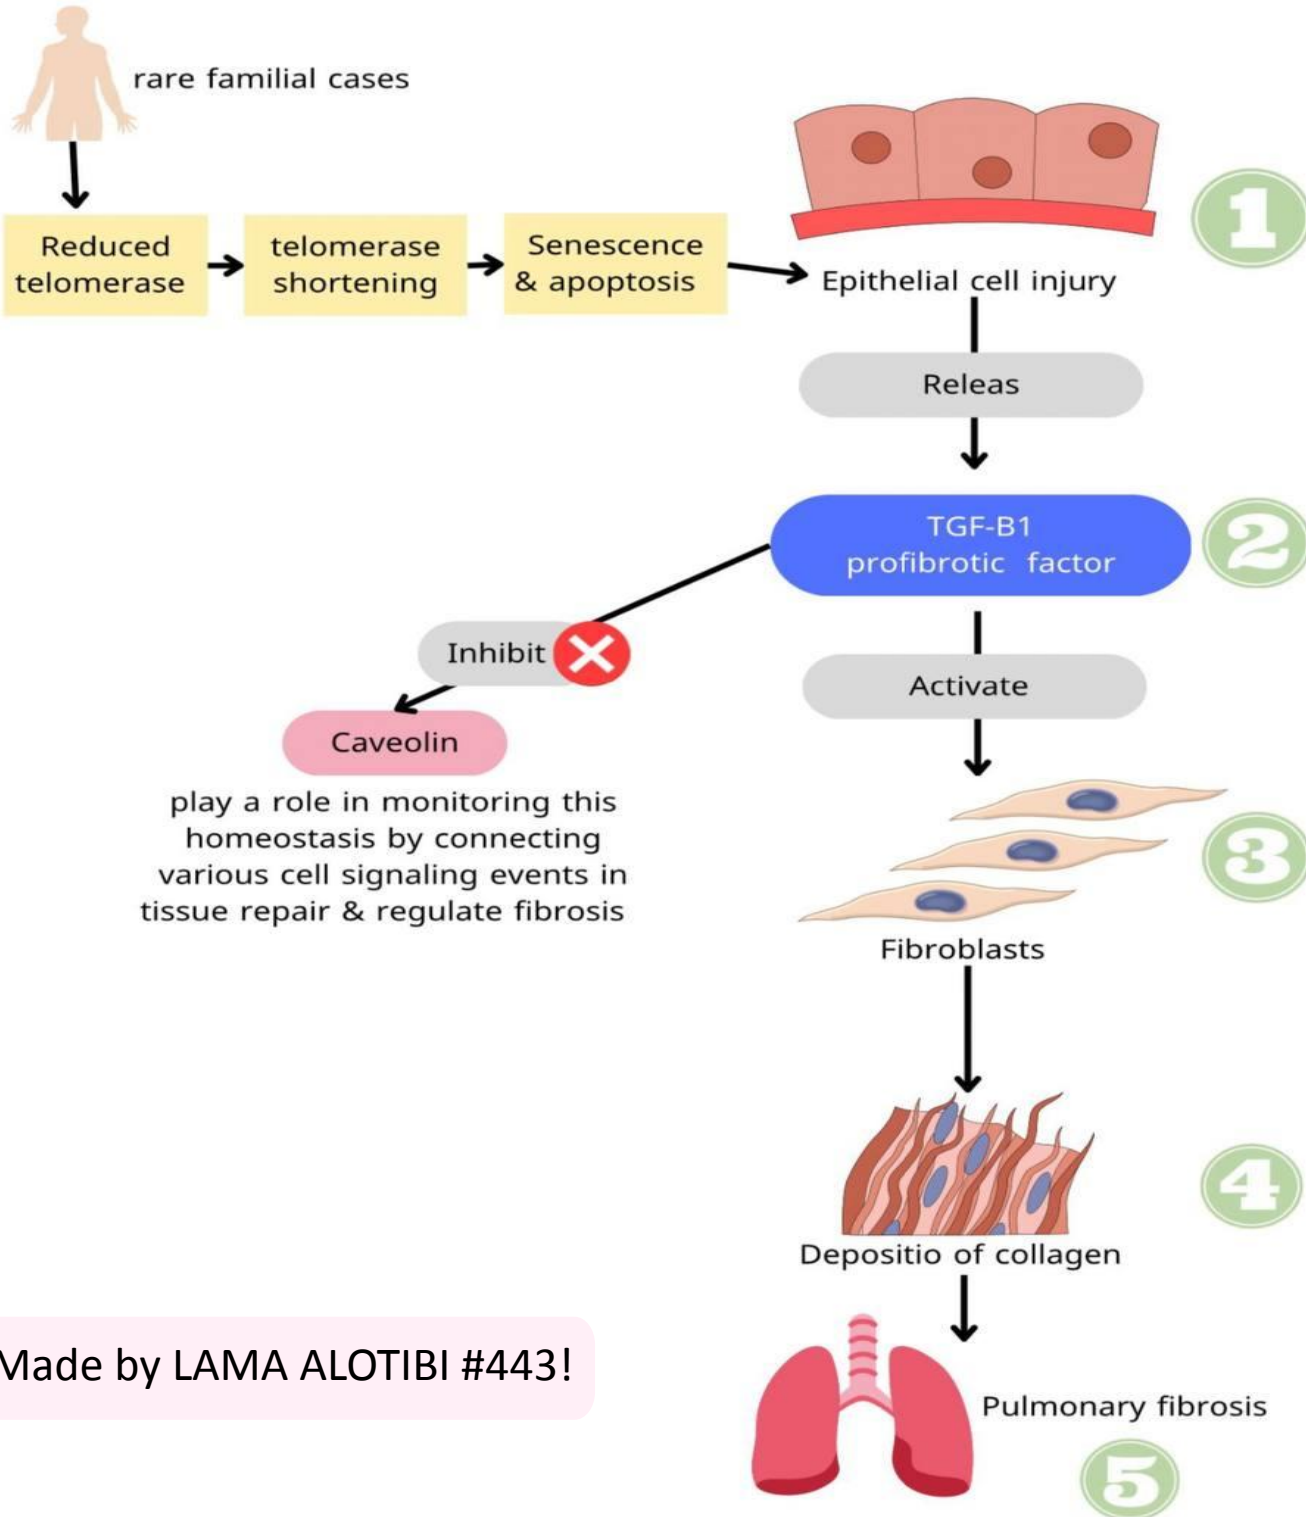 rare familial cases
Reduced
telomerase
telomerase
shortening
Senescence
& apoptosis
1
Epithelial cell injury
Releas
TGF-B1
profibrotic factor
2
Inhibit
Activate
Caveolin
play a role in monitoring this
homeostasis by connecting
various cell signaling events in
tissue repair & regulate fibrosis
3
Fibroblasts
4
Depositio of collagen
Made by LAMA ALOTIBI #443!
Pulmonary fibrosis
5